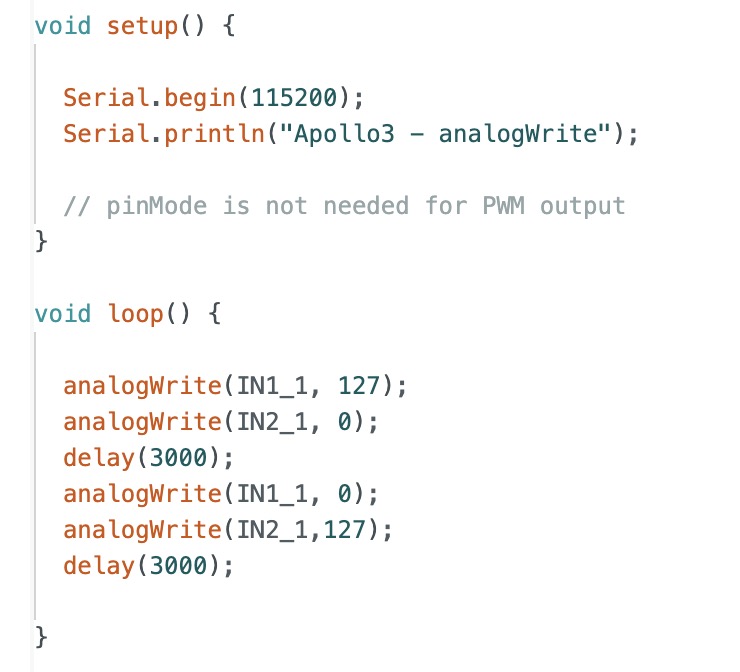 void setup() {
Serial.begin(115200);
Serial.println("Apollo3 – analogWrite");
// pinMode is not needed for PWM output
}
void loop() {
analogWrite(IN1_1, 127);
analogWrite(IN2_1, 0);
delay(3000);
analogWrite(IN1_1, 0);
analogWrite(IN2_1,127);
delay(3000);
}